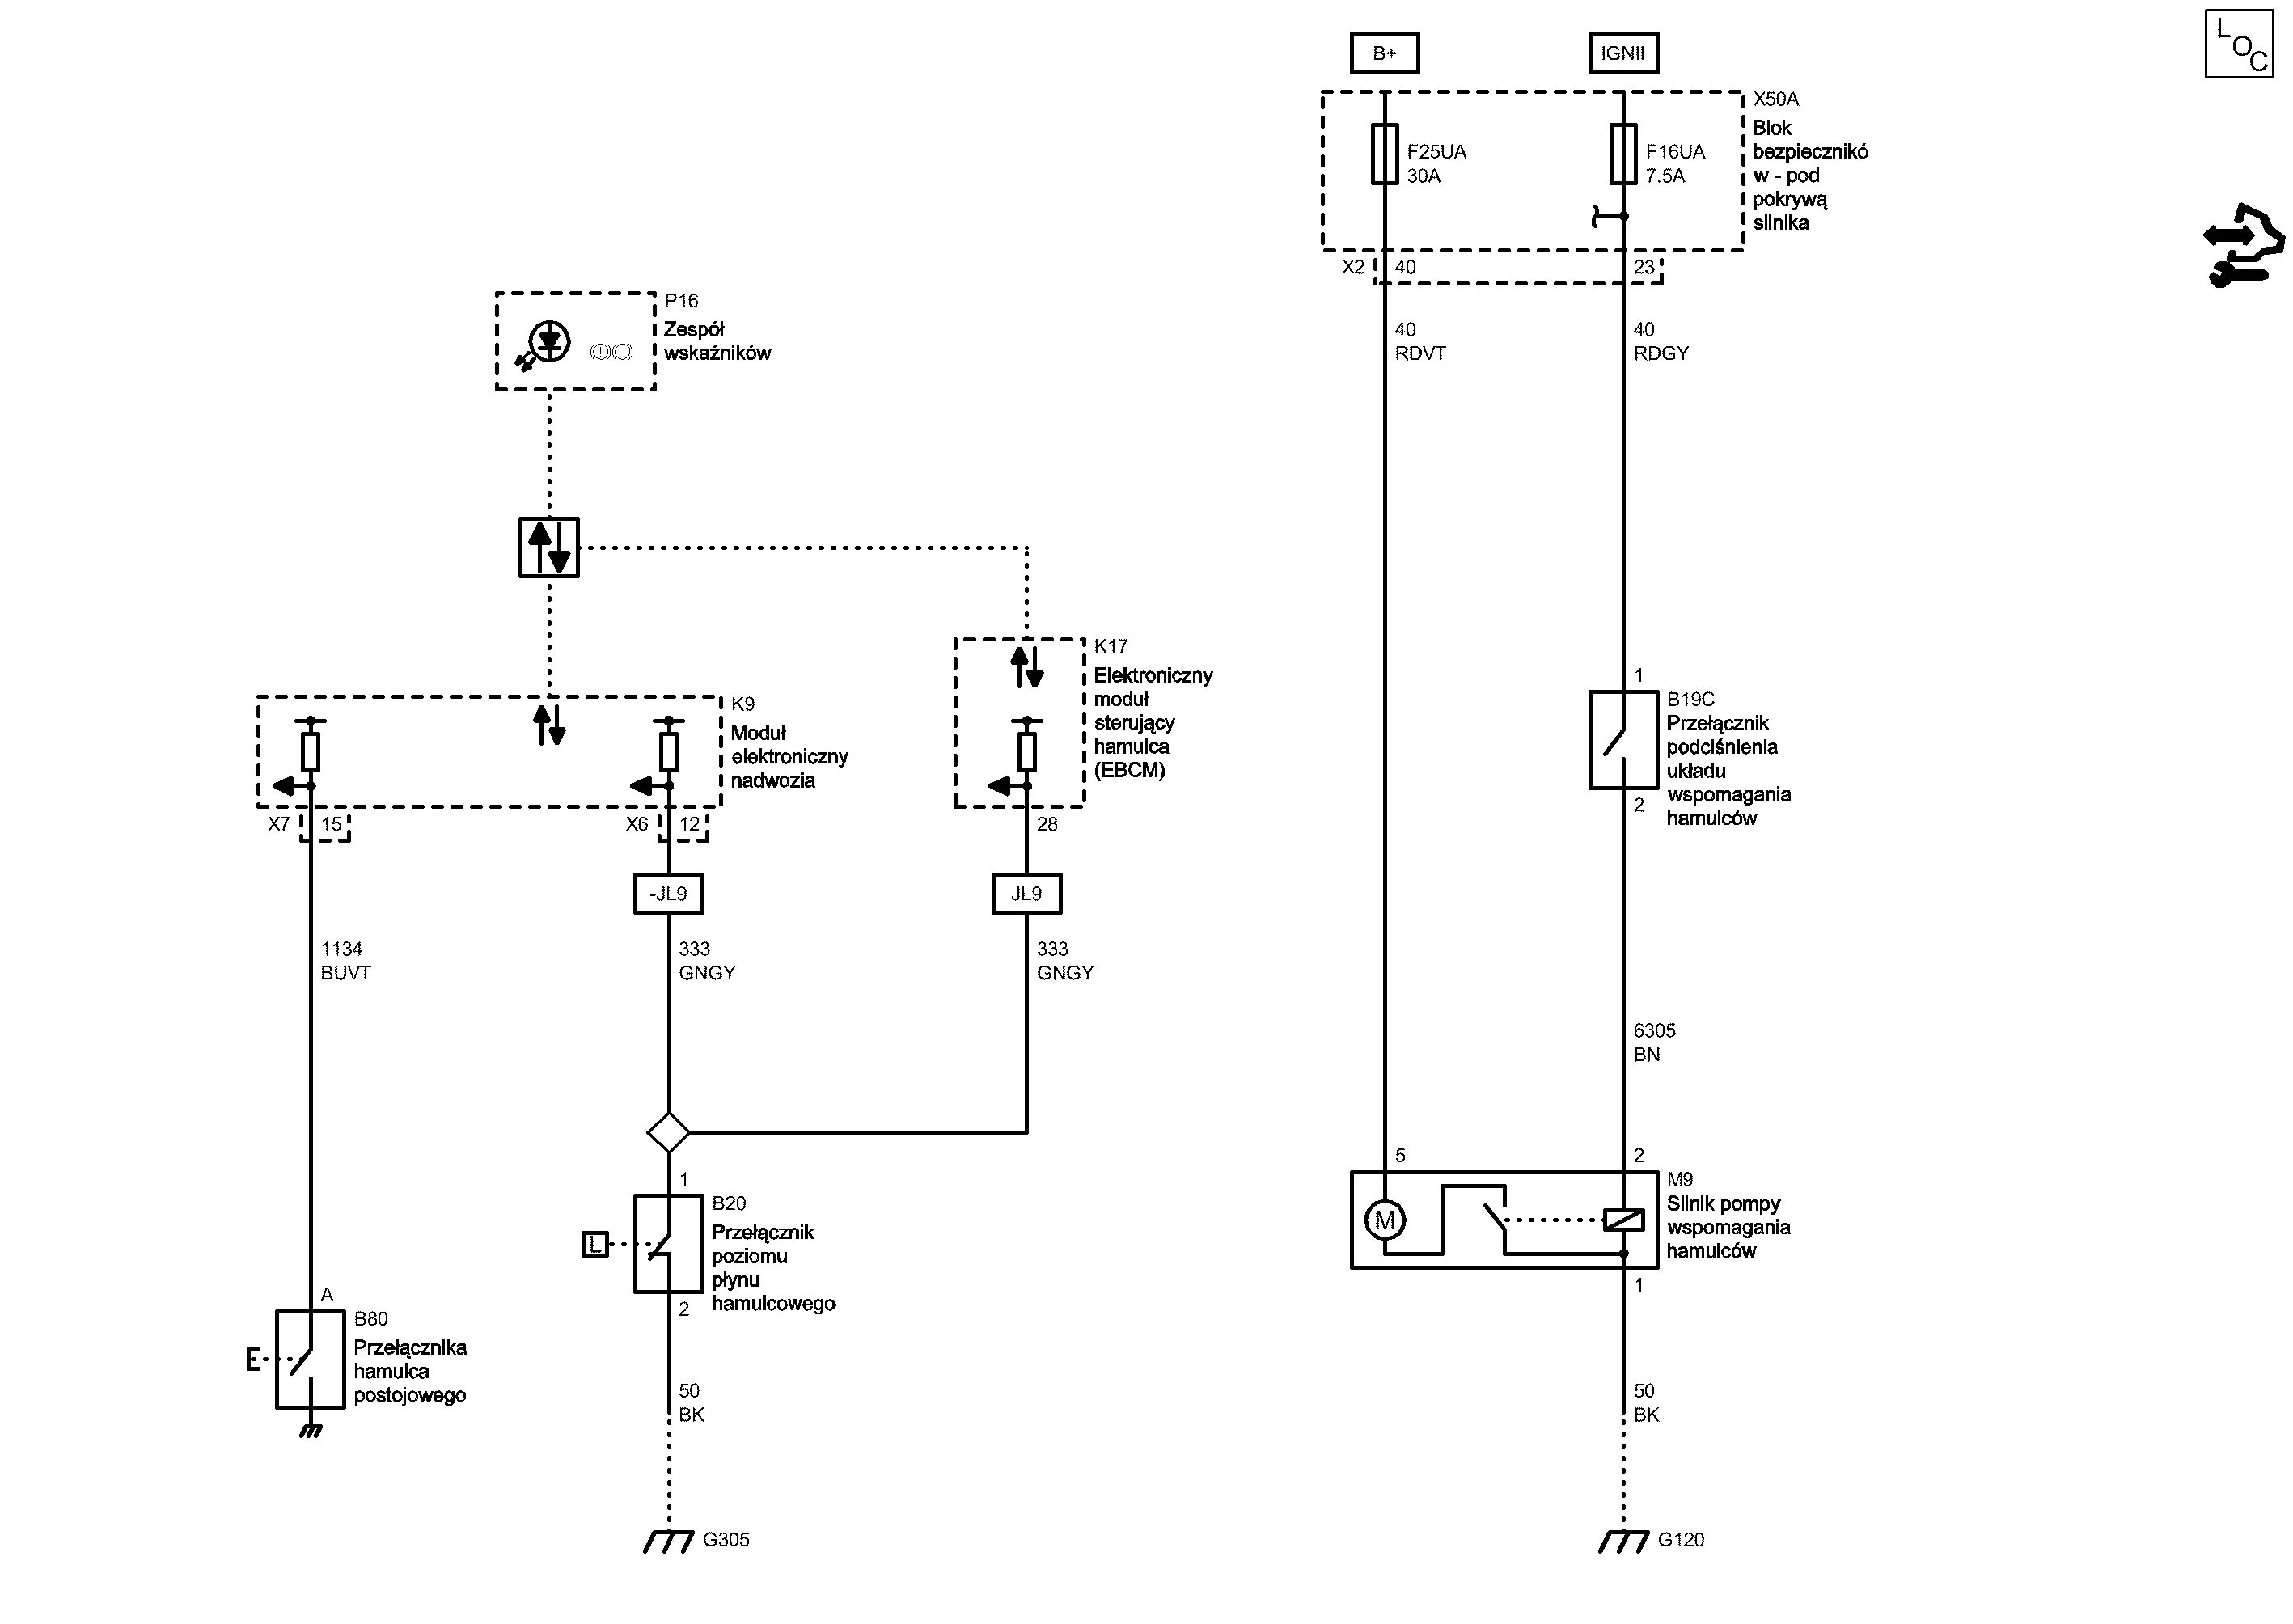 B+
IGNII
LOC
X50A
Blok
bezpiecznikó
w - pod
pokrywą
silnika
F25UA
30A
F16UA
7.5A
X2
40
23
40
RDVT
40
RDGY
P16
Zespół
wskaźników
K17
Elektroniczny
moduł
sterujący
hamulca
(EBCM)
K9
Moduł
elektroniczny
nadwozia
1
B19C
Przełącznik
podciśnienia
układu
wspomagania
hamulców
2
X7
15
X6
12
28
-JL9
JL9
1134
BUVT
333
GNGY
333
GNGY
6305
BN
5
2
M9
Silnik pompy
wspomagania
hamulców
M
1
1
B20
Przełącznik
poziomu
płynu
hamulcowego
L
2
A
B80
Przełącznika
hamulca
postojowego
50
BK
50
BK
G305
G120